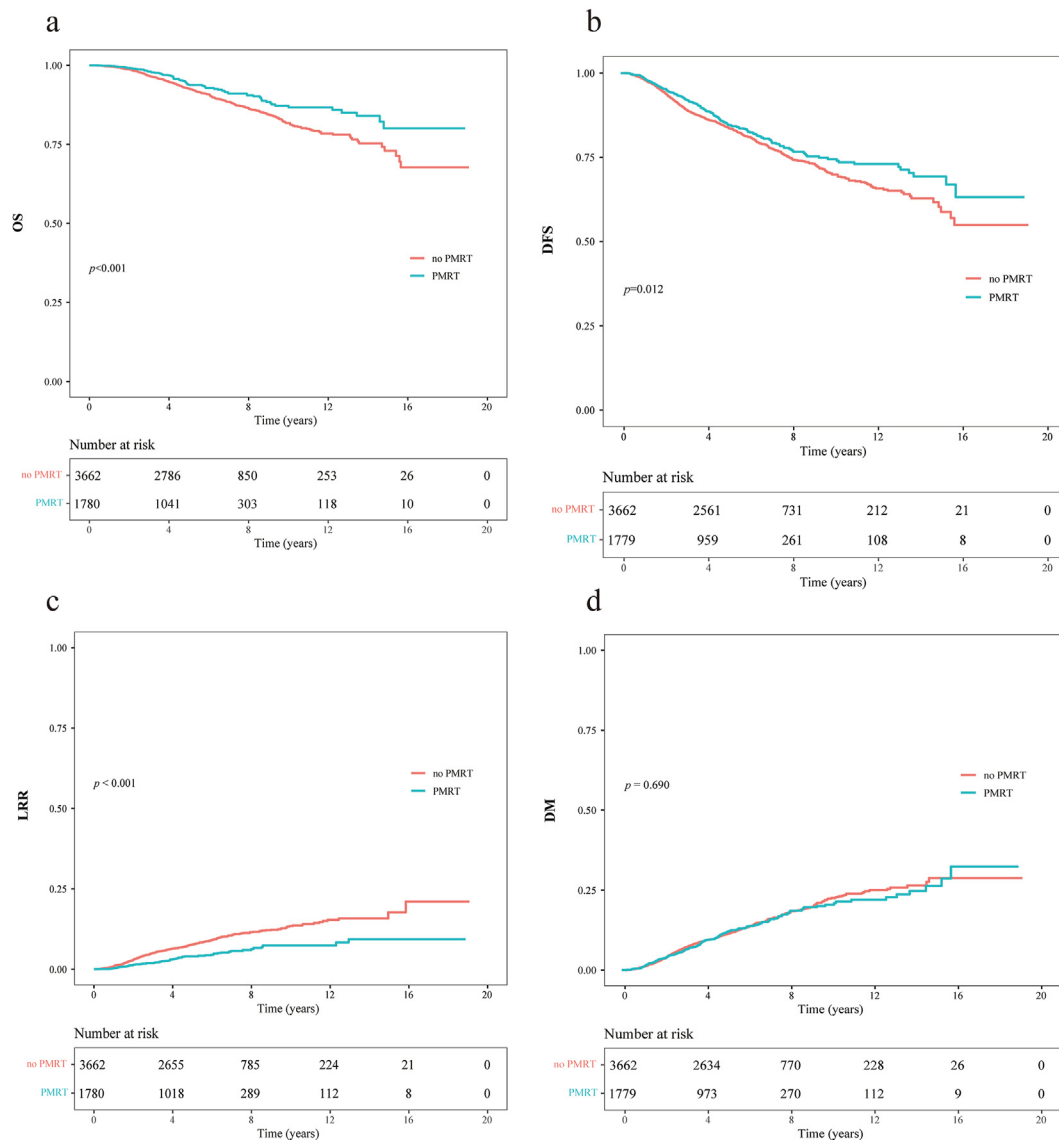 a
1.00
0.75
0.50
0.25
0.00
OS
p<0.001
no PMRT
PMRT
0 4 8 12 16 20
Time (years)
Number at risk
no PMRT 3662 2786 850 253 26 0
PMRT 1780 1041 303 118 10 0
0 4 8 12 16 20
Time (years)
b
1.00
0.75
0.50
0.25
0.00
DFS
p=0.012
no PMRT
PMRT
0 4 8 12 16 20
Time (years)
Number at risk
no PMRT 3662 2561 731 212 21 0
PMRT 1779 959 261 108 8 0
0 4 8 12 16 20
Time (years)
c
1.00
0.75
0.50
0.25
0.00
LRR
p < 0.001
no PMRT
PMRT
0 4 8 12 16 20
Time (years)
Number at risk
no PMRT 3662 2655 785 224 21 0
PMRT 1780 1018 289 112 8 0
0 4 8 12 16 20
Time (years)
d
1.00
0.75
0.50
0.25
0.00
DM
p = 0.690
no PMRT
PMRT
0 4 8 12 16 20
Time (years)
Number at risk
no PMRT 3662 2634 770 228 26 0
PMRT 1779 973 270 112 9 0
0 4 8 12 16 20
Time (years)